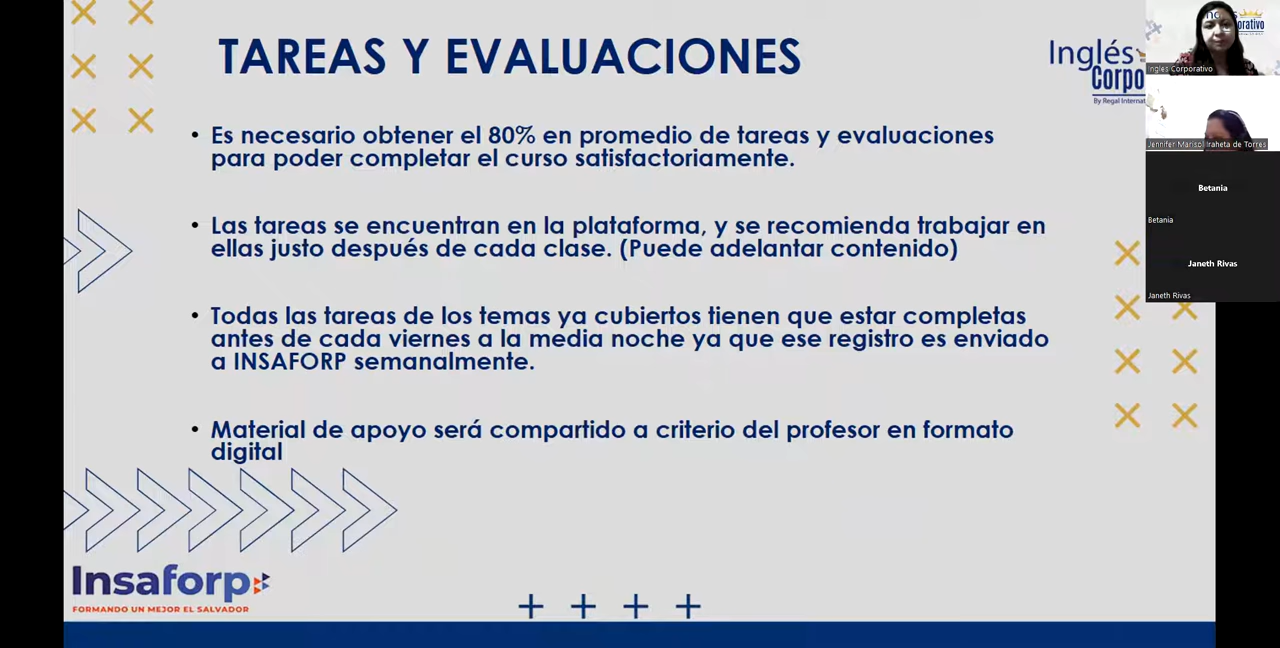 TAREAS Y EVALUACIONES
Inglés
Corpo
By Regal Internat
• Es necesario obtener el 80% en promedio de tareas y evaluaciones
para poder completar el curso satisfactoriamente.
• Las tareas se encuentran en la plataforma, y se recomienda trabajar en
ellas justo después de cada clase. (Puede adelantar contenido)
• Todas las tareas de los temas ya cubiertos tienen que estar completas
antes de cada viernes a la media noche ya que ese registro es enviado
a INSAFORP semanalmente.
• Material de apoyo será compartido a criterio del profesor en formato
digital
Insaforp
FORMANDO UN MEJOR EL SALVADOR
orativo
Ingles Corporativo
Jennifer Marisol Iraheta de Torres
Betania
Betania
Janeth Rivas
Janeth Rivas